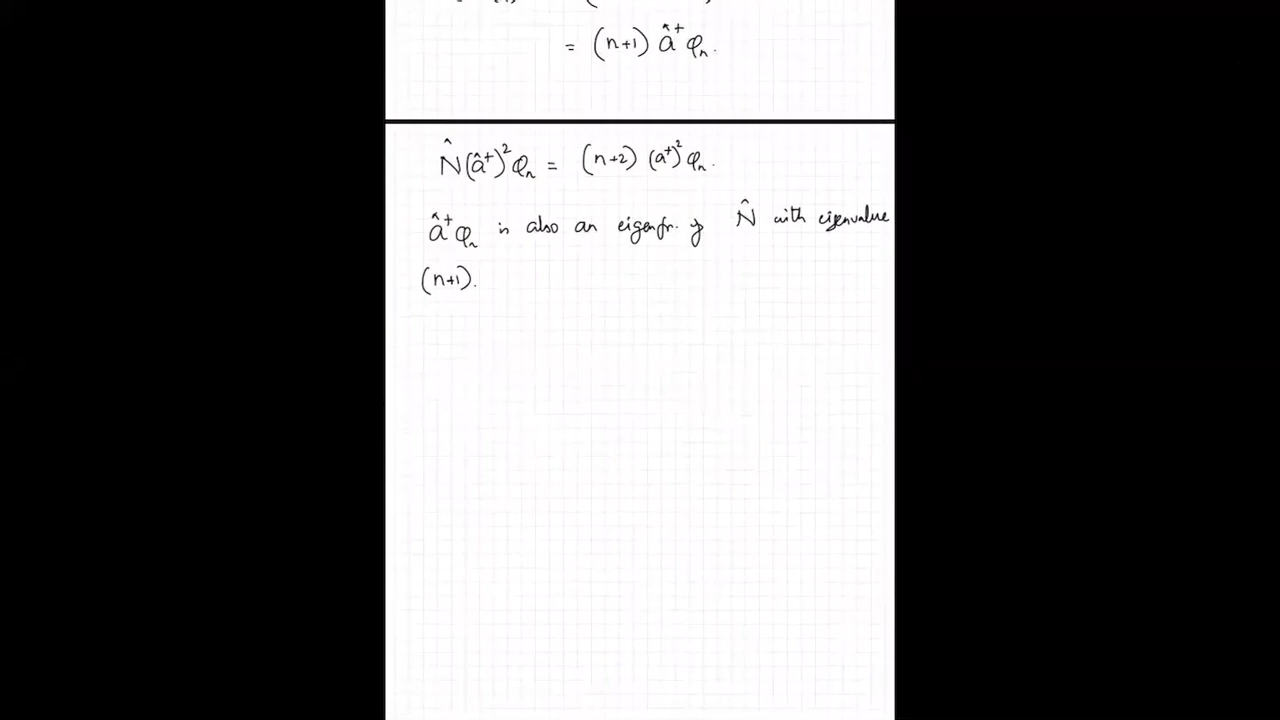 = (n+1) â⁺ φₙ.
N̂(â⁺)² φₙ = (n+2) (a⁺)² φₙ.
â⁺φₙ is also an eigenfn. of N̂ with eigenvalue
(n+1).